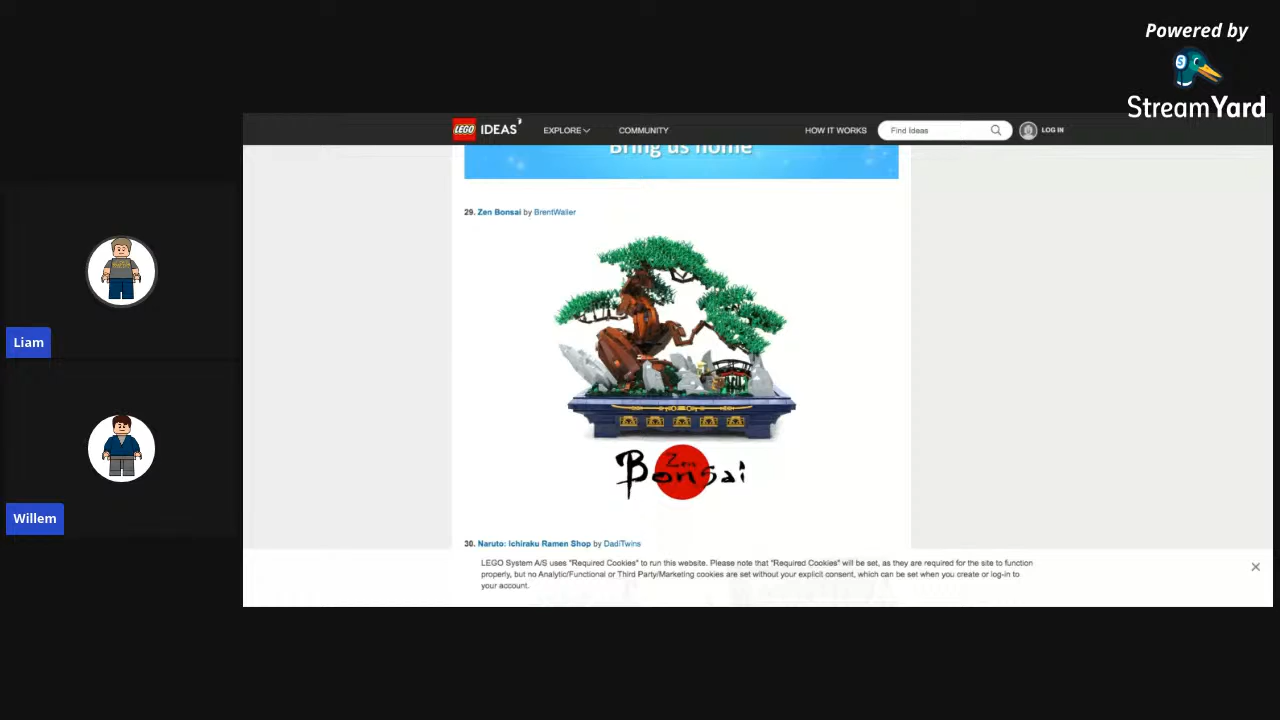 Powered by
StreamYard
LEGO IDEAS
EXPLORE
COMMUNITY
HOW IT WORKS
Find Ideas
LOG IN
Bring us home
29. Zen Bonsai by BrentWaller
Zen
Bonsai
30. Naruto: Ichiraku Ramen Shop by DadiTwins
LEGO System A/S uses "Required Cookies" to run this website. Please note that "Required Cookies" will be set, as they are required for the site to function
properly, but no Analytic/Functional or Third Party/Marketing cookies are set without your explicit consent, which can be set when you create or log-in to
your account.
Liam
Willem